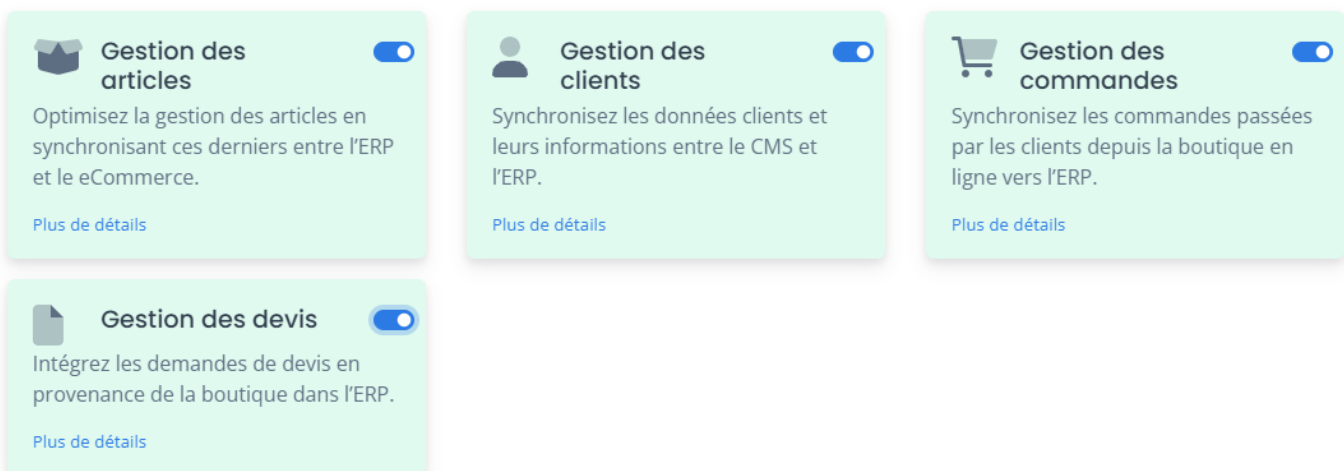 Gestion des
articles
Optimisez la gestion des articles en
synchronisant ces derniers entre l’ERP
et le eCommerce.
Plus de détails
Gestion des
clients
Synchronisez les données clients et
leurs informations entre le CMS et
l’ERP.
Plus de détails
Gestion des
commandes
Synchronisez les commandes passées
par les clients depuis la boutique en
ligne vers l’ERP.
Plus de détails
Gestion des devis
Intégrez les demandes de devis en
provenance de la boutique dans l’ERP.
Plus de détails